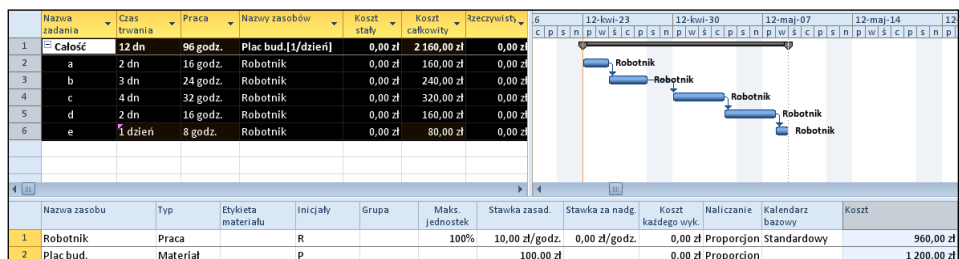 Nazwa zadania Czas trwania Praca Nazwy zasobów Koszt stały Koszt całkowity Rzeczywisty 16 12-kwi-23 12-kwi-30 12-maj-07 12-maj-14 12
c p s n p w ś c p s n p w ś c p s n p w ś c p s n p w ś c p s n p
1 Całość 12 dn 96 godz. Plac bud.[1/dzień] 0,00 zł 2 160,00 zł 0,00 zł
2 a 2 dn 16 godz. Robotnik 0,00 zł 160,00 zł 0,00 zł Robotnik
3 b 3 dn 24 godz. Robotnik 0,00 zł 240,00 zł 0,00 zł Robotnik
4 c 4 dn 32 godz. Robotnik 0,00 zł 320,00 zł 0,00 zł Robotnik
5 d 2 dn 16 godz. Robotnik 0,00 zł 160,00 zł 0,00 zł Robotnik
6 e 1 dzień 8 godz. Robotnik 0,00 zł 80,00 zł 0,00 zł Robotnik
Nazwa zasobu Typ Etykieta materiału Inicjały Grupa Maks. jednostek Stawka zasad. Stawka za nadg. Koszt każdego wyk. Naliczanie Kalendarz bazowy Koszt
1 Robotnik Praca R 100% 10,00 zł/godz. 0,00 zł/godz. 0,00 zł Proporcjon Standardowy 960,00 zł
2 Plac bud. Materiał P 100,00 zł 0,00 zł Proporcjon 1 200,00 zł